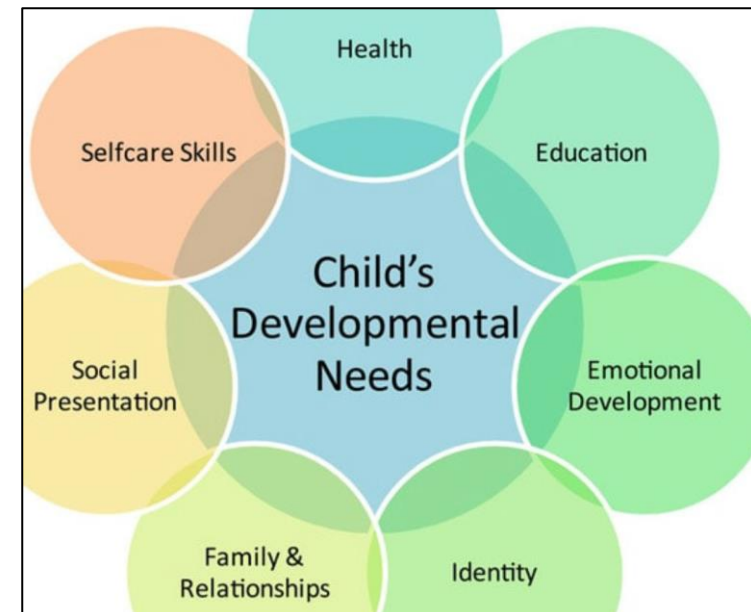 Health
Selfcare Skills
Education
Child’s
Developmental
Needs
Social
Presentation
Emotional
Development
Family &
Relationships
Identity